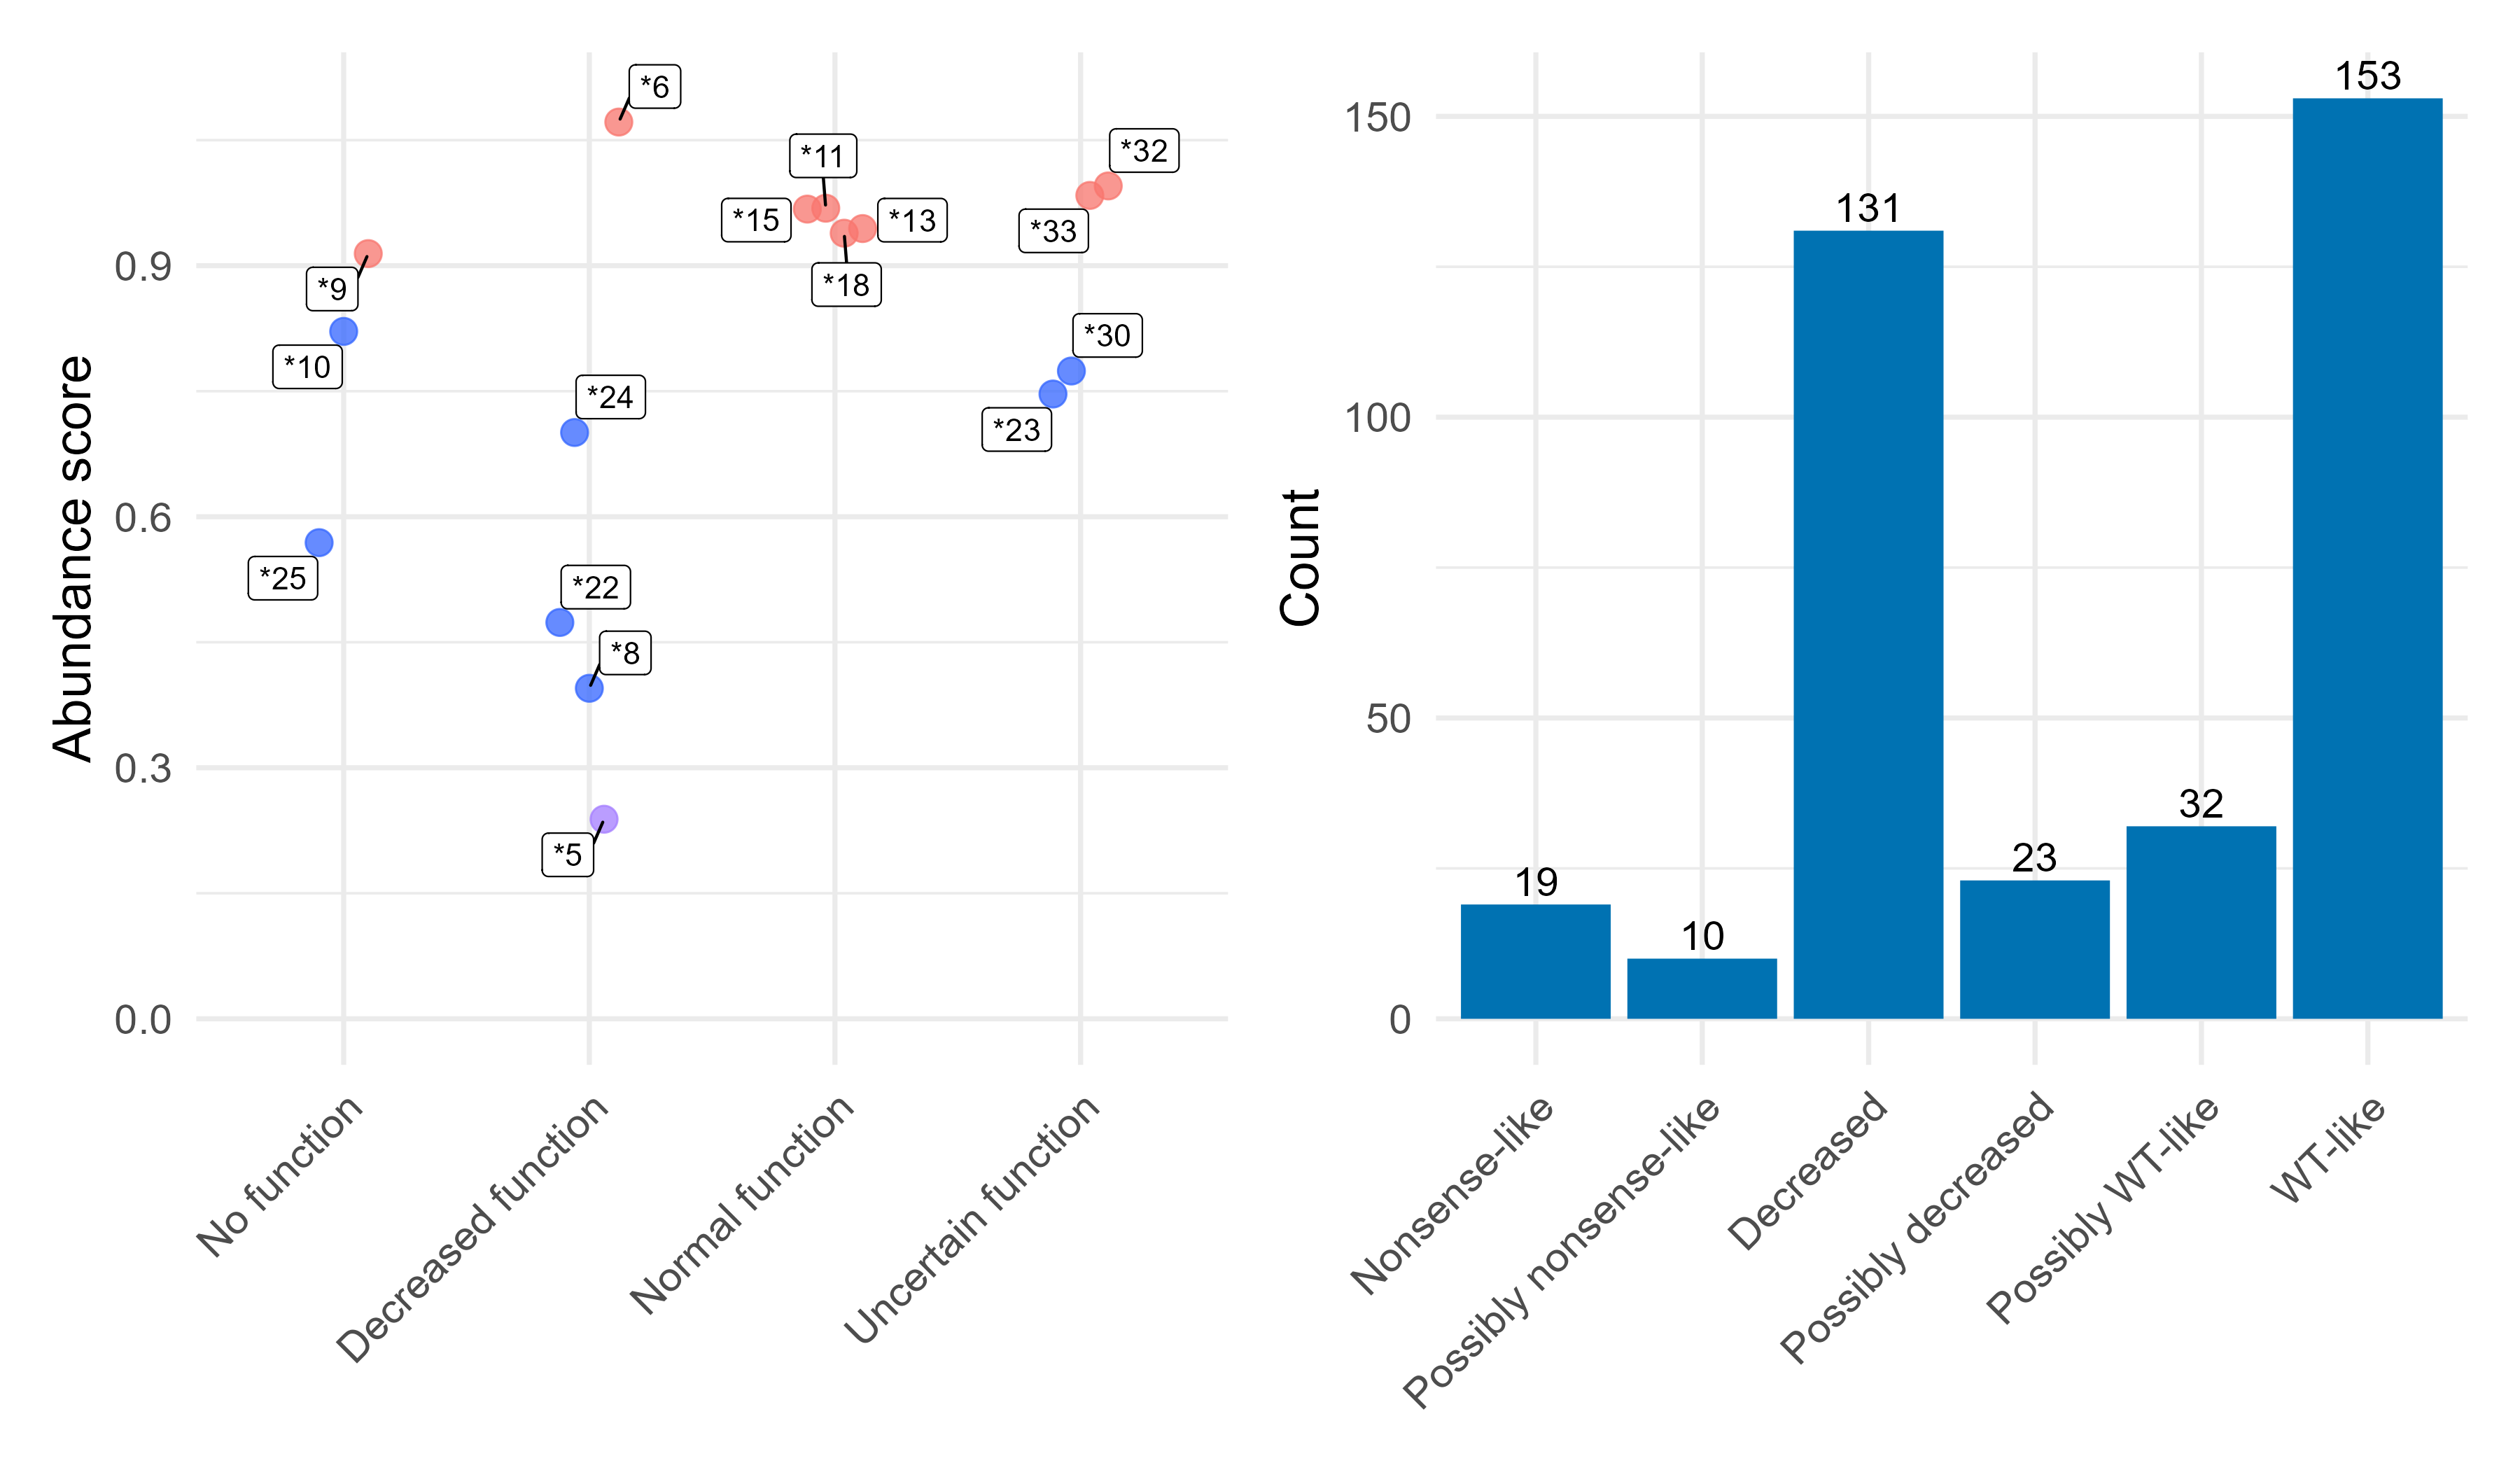 Abundance score
0.9
0.6
0.3
0.0
*6
*11
*32
*15
*13
*33
*9
*18
*10
*30
*24
*23
*25
*22
*8
*5
No function
Decreased function
Normal function
Uncertain function
Count
150
100
50
0
19
10
131
23
32
153
Nonsense-like
Possibly nonsense-like
Decreased
Possibly decreased
Possibly WT-like
WT-like